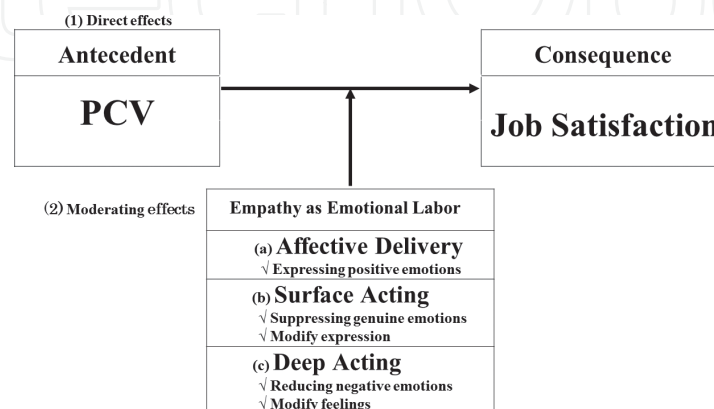 (1) Direct effects
Antecedent
Consequence
PCV
Job Satisfaction
(2) Moderating effects
Empathy as Emotional Labor
(a) Affective Delivery
√ Expressing positive emotions
(b) Surface Acting
√ Suppressing genuine emotions
√ Modify expression
(c) Deep Acting
√ Reducing negative emotions
√ Modify feelings